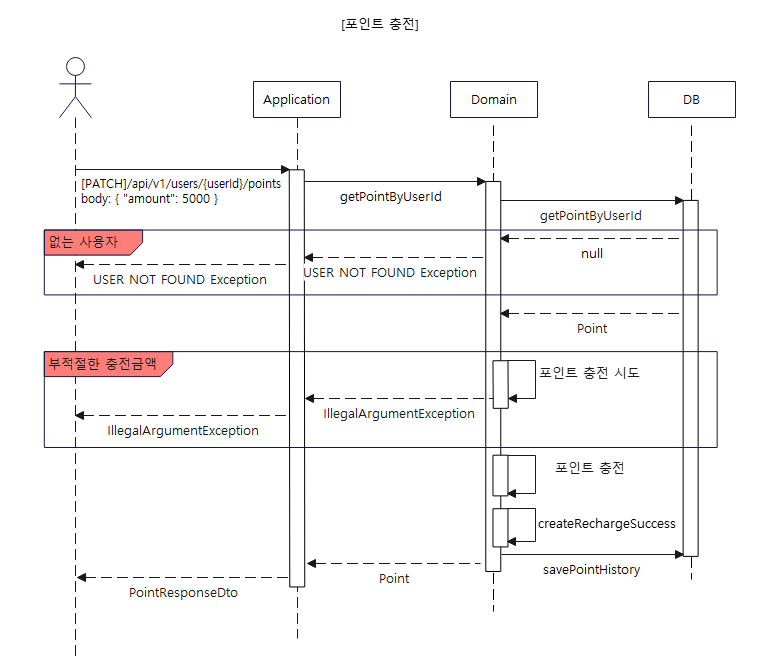 [포인트 충전]
Application
Domain
DB
[PATCH]/api/v1/users/{userId}/points
body: { "amount": 5000 }
getPointByUserId
getPointByUserId
없는 사용자
null
USER NOT FOUND Exception
USER NOT FOUND Exception
Point
부적절한 충전금액
포인트 충전 시도
IllegalArgumentException
IllegalArgumentException
포인트 충전
createRechargeSuccess
savePointHistory
Point
PointResponseDto